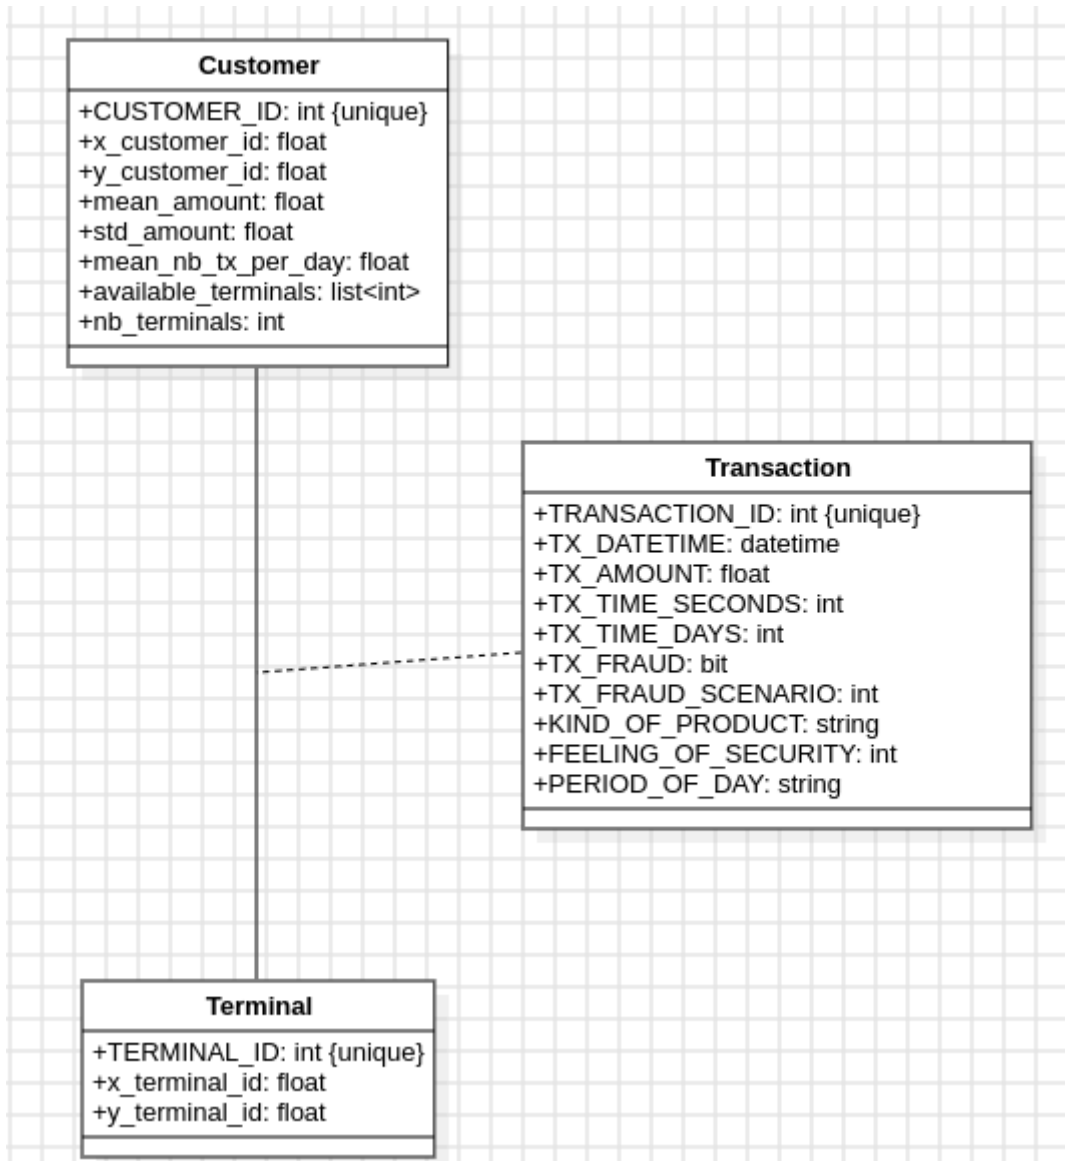 Customer
+CUSTOMER_ID: int {unique}
+x_customer_id: float
+y_customer_id: float
+mean_amount: float
+std_amount: float
+mean_nb_tx_per_day: float
+available_terminals: list<int>
+nb_terminals: int
Transaction
+TRANSACTION_ID: int {unique}
+TX_DATETIME: datetime
+TX_AMOUNT: float
+TX_TIME_SECONDS: int
+TX_TIME_DAYS: int
+TX_FRAUD: bit
+TX_FRAUD_SCENARIO: int
+KIND_OF_PRODUCT: string
+FEELING_OF_SECURITY: int
+PERIOD_OF_DAY: string
Terminal
+TERMINAL_ID: int {unique}
+x_terminal_id: float
+y_terminal_id: float